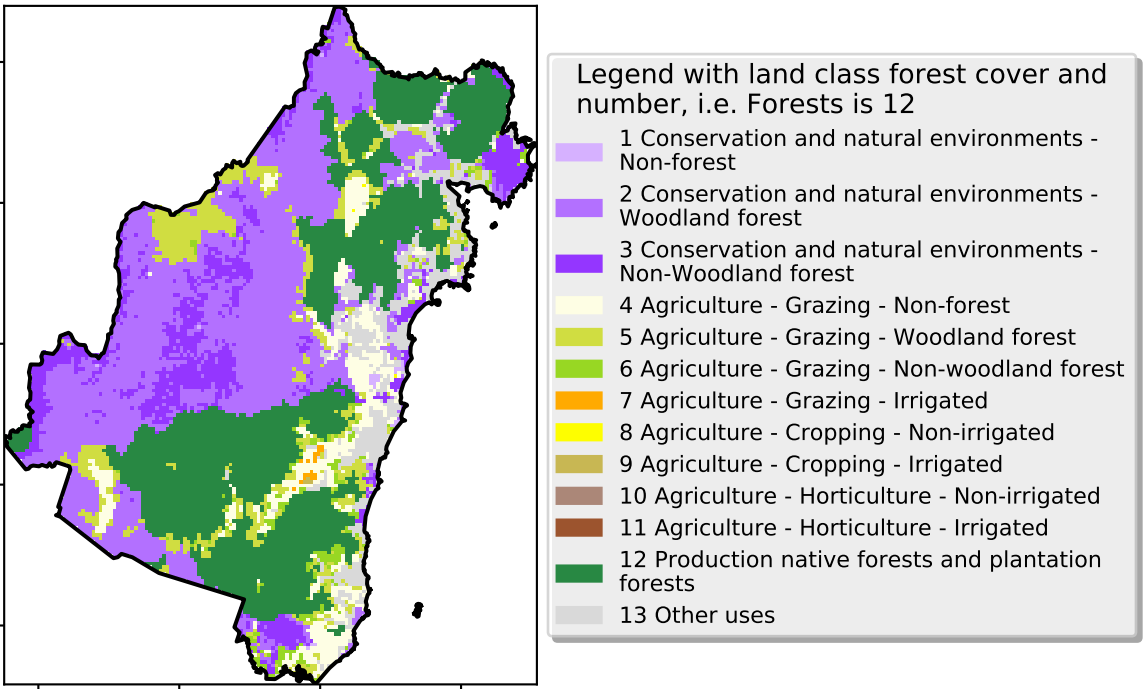 Legend with land class forest cover and
number, i.e. Forests is 12
1 Conservation and natural environments -
Non-forest
2 Conservation and natural environments -
Woodland forest
3 Conservation and natural environments -
Non-Woodland forest
4 Agriculture - Grazing - Non-forest
5 Agriculture - Grazing - Woodland forest
6 Agriculture - Grazing - Non-woodland forest
7 Agriculture - Grazing - Irrigated
8 Agriculture - Cropping - Non-irrigated
9 Agriculture - Cropping - Irrigated
10 Agriculture - Horticulture - Non-irrigated
11 Agriculture - Horticulture - Irrigated
12 Production native forests and plantation
forests
13 Other uses